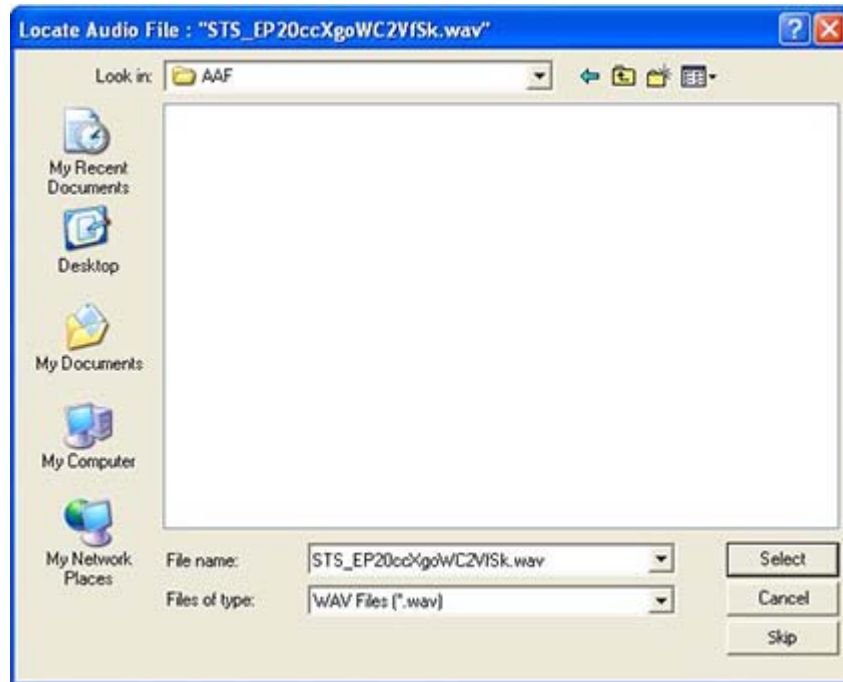 Locate Audio File : "STS_EP20ccXgoWC2VfSk.wav"
Look in: AAF
My Recent
Documents
Desktop
My Documents
My Computer
My Network
Places
File name: STS_EP20ccXgoWC2VfSk.wav Select
Files of type: WAV Files (*.wav) Cancel
Skip